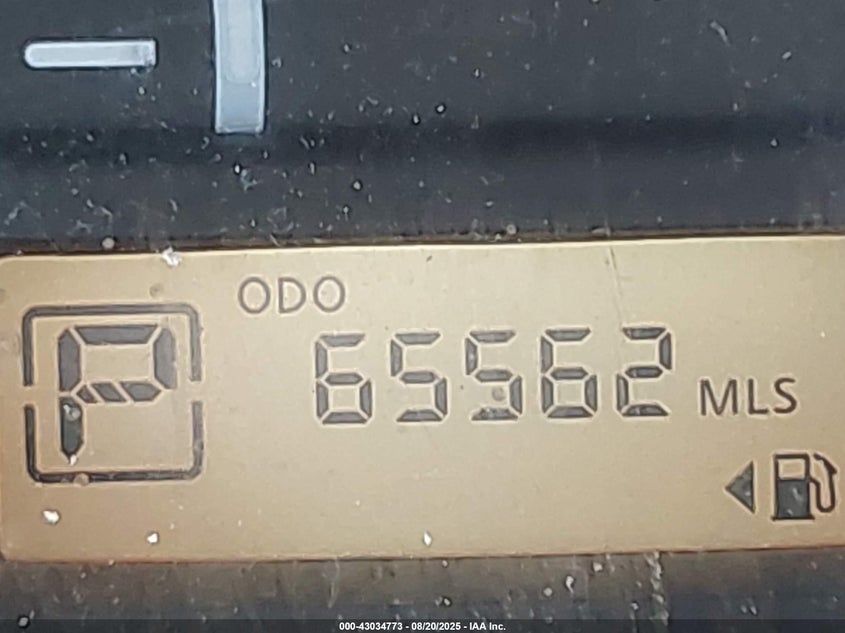 ODO
P
65562 MLS
000-43034773 - 08/20/2025 - IAA Inc.